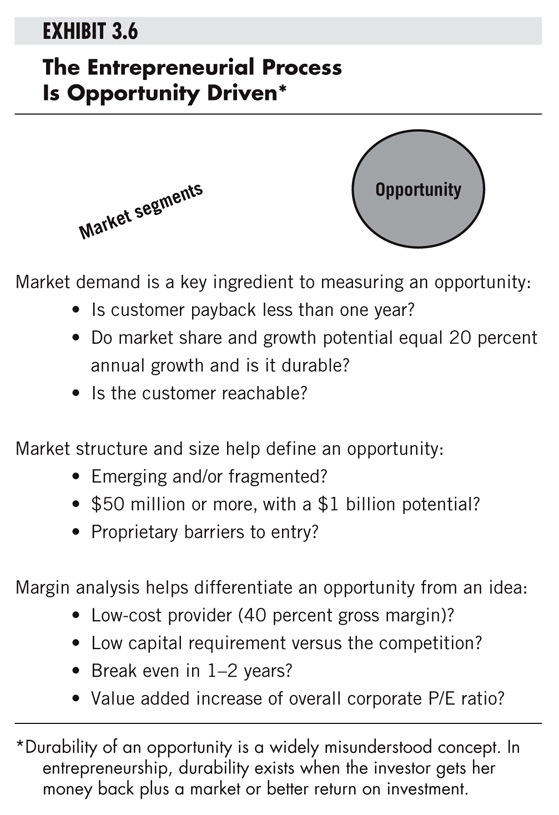 EXHIBIT 3.6
The Entrepreneurial Process
Is Opportunity Driven*
Market segments
Opportunity
Market demand is a key ingredient to measuring an opportunity:
• Is customer payback less than one year?
• Do market share and growth potential equal 20 percent
annual growth and is it durable?
• Is the customer reachable?
Market structure and size help define an opportunity:
• Emerging and/or fragmented?
• $50 million or more, with a $1 billion potential?
• Proprietary barriers to entry?
Margin analysis helps differentiate an opportunity from an idea:
• Low-cost provider (40 percent gross margin)?
• Low capital requirement versus the competition?
• Break even in 1–2 years?
• Value added increase of overall corporate P/E ratio?
*Durability of an opportunity is a widely misunderstood concept. In
entrepreneurship, durability exists when the investor gets her
money back plus a market or better return on investment.